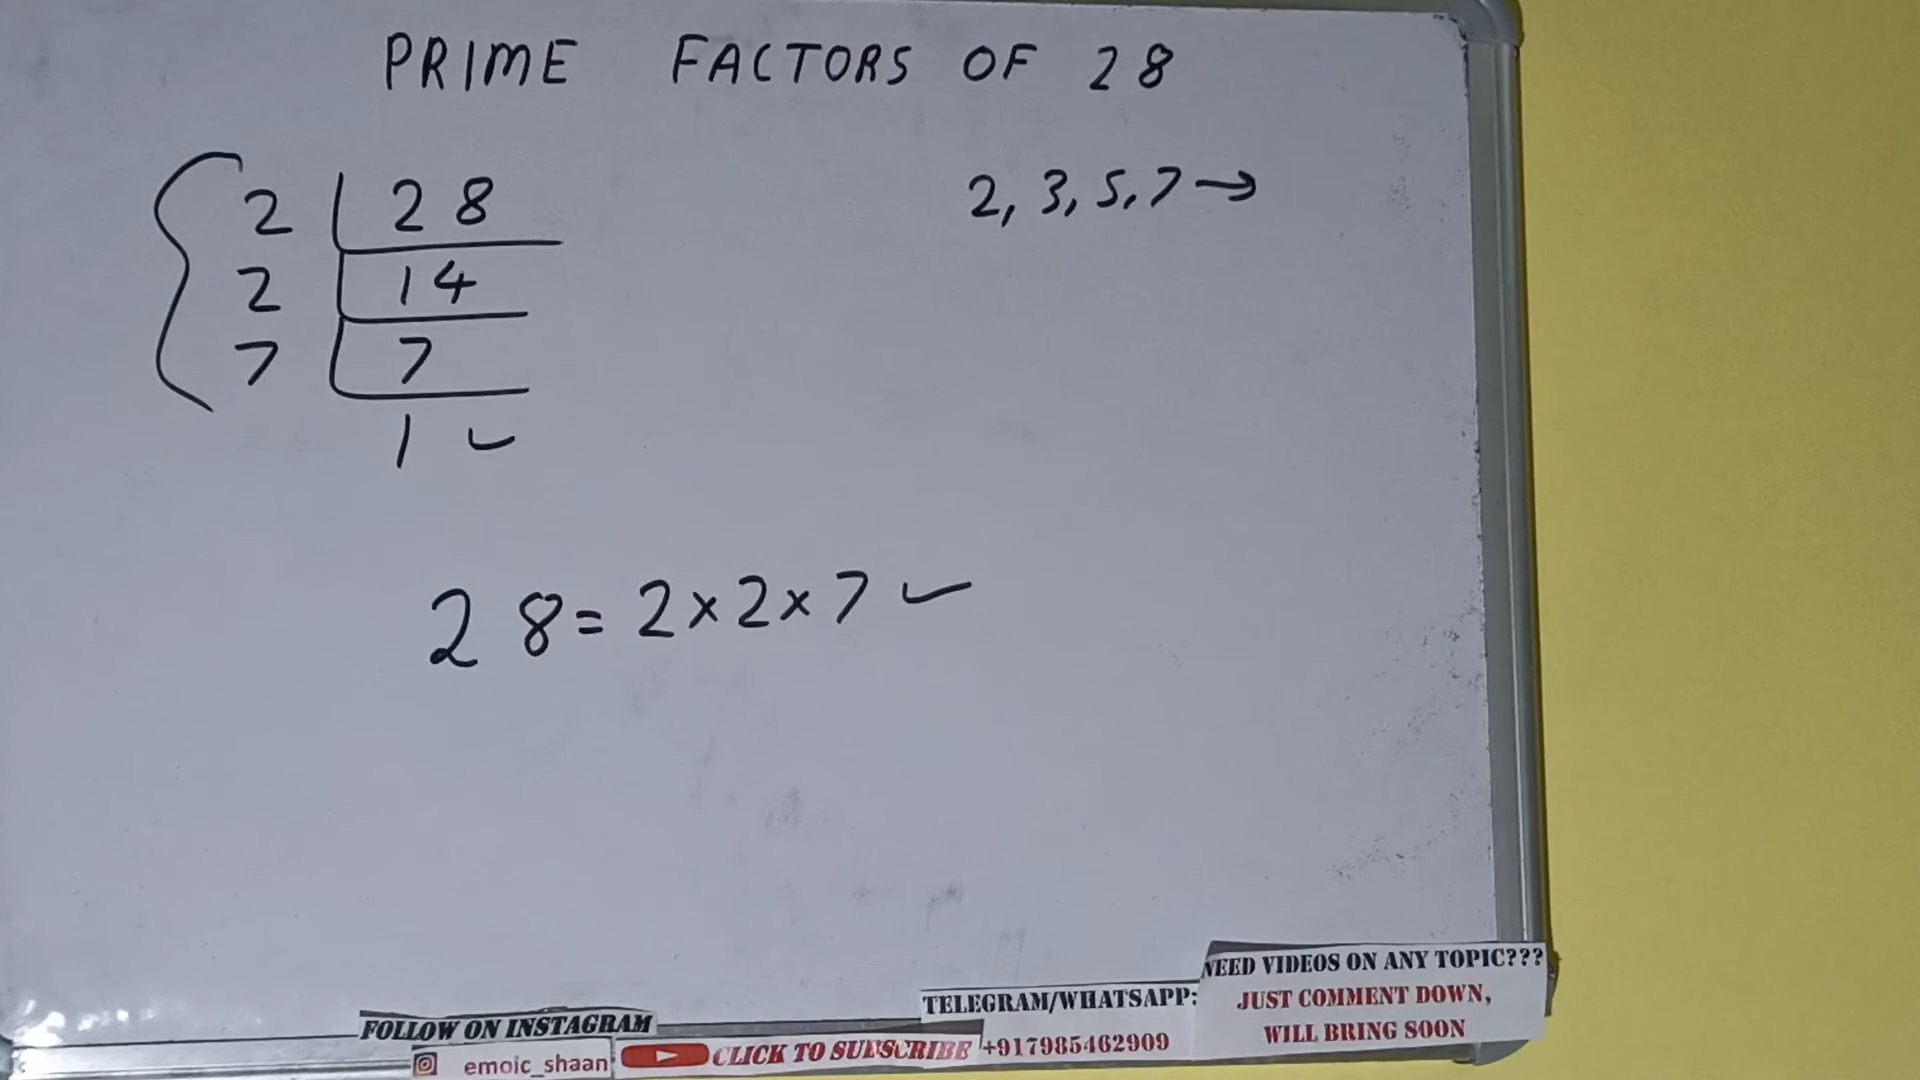 PRIME FACTORS OF 28
2, 3, 5, 7 →
2 | 28
2 | 14
7 | 7
1 ✓
28 = 2 × 2 × 7 ✓
NEED VIDEOS ON ANY TOPIC???
JUST COMMENT DOWN,
WILL BRING SOON
TELEGRAM/WHATSAPP:
+917985462909
FOLLOW ON INSTAGRAM
emoic_shaan
CLICK TO SUBSCRIBE